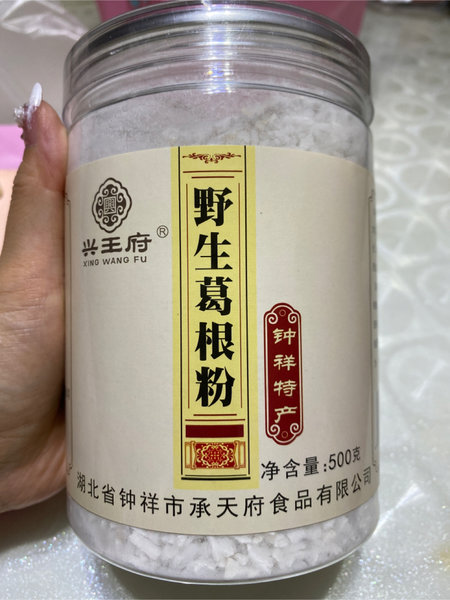 兴王府®
XING WANG FU
野生葛根粉
钟祥特产
净含量:500克
湖北省钟祥市承天府食品有限公司